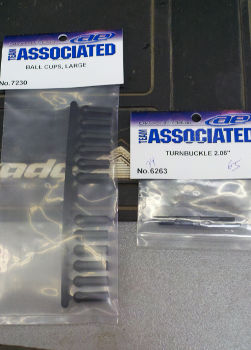 TEAM ASSOCIATED
BALL CUPS, LARGE
No.7230
TEAM ASSOCIATED
TURNBUCKLE 2.06"
No.6263